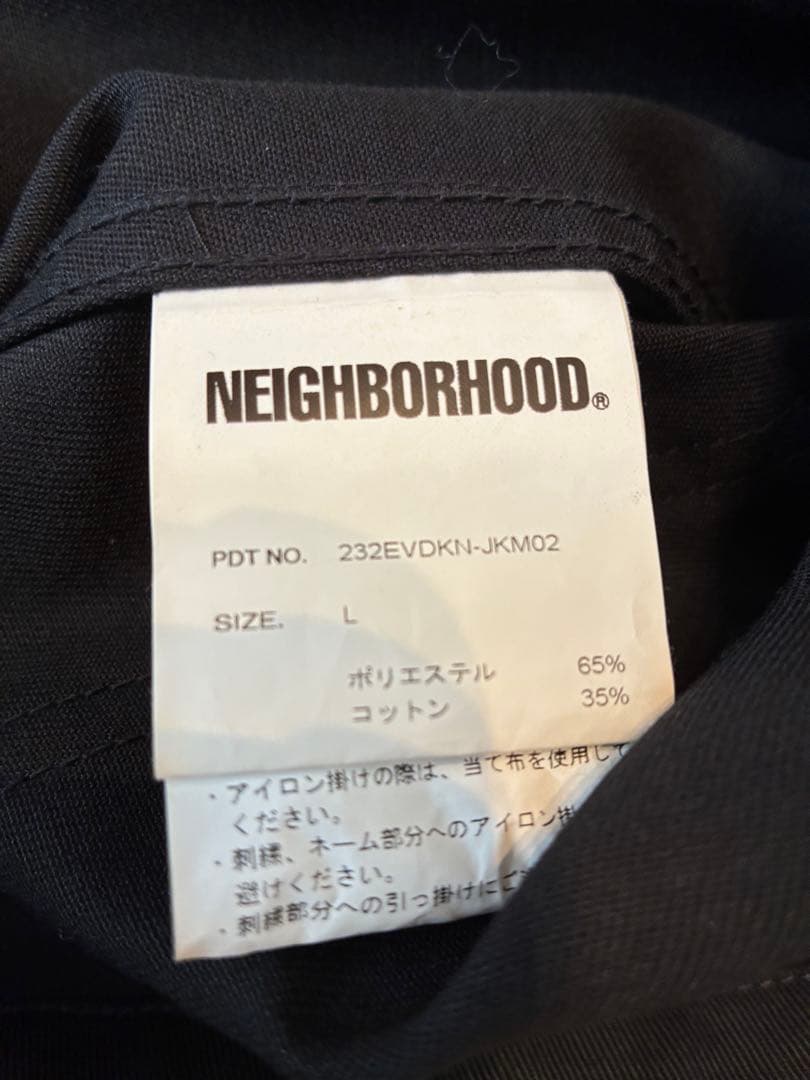 NEIGHBORHOOD®
PDT NO. 232EVDKN-JKM02
SIZE. L
ポリエステル 65%
コットン 35%
・アイロン掛けの際は、当て布を使用して
ください。
・刺繍、ネーム部分へのアイロン掛
避けください。
・刺繍部分への引っ掛けにご